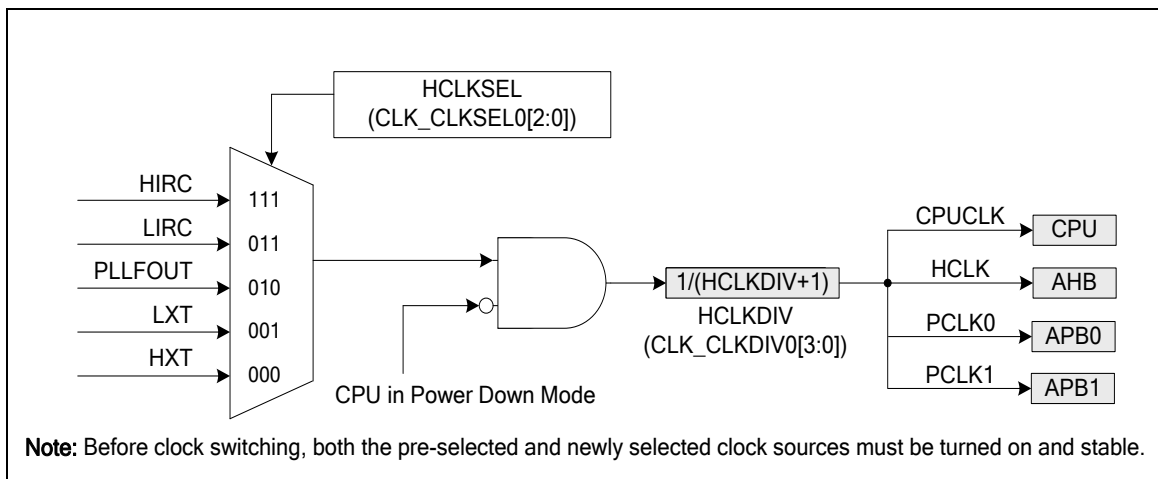 HCLKSEL
(CLK_CLKSEL0[2:0])
HIRC
111
LIRC
011
PLLFOUT
010
LXT
001
HXT
000
CPU in Power Down Mode
1/(HCLKDIV+1)
HCLKDIV
(CLK_CLKDIV0[3:0])
CPUCLK
CPU
HCLK
AHB
PCLK0
APB0
PCLK1
APB1
Note: Before clock switching, both the pre-selected and newly selected clock sources must be turned on and stable.